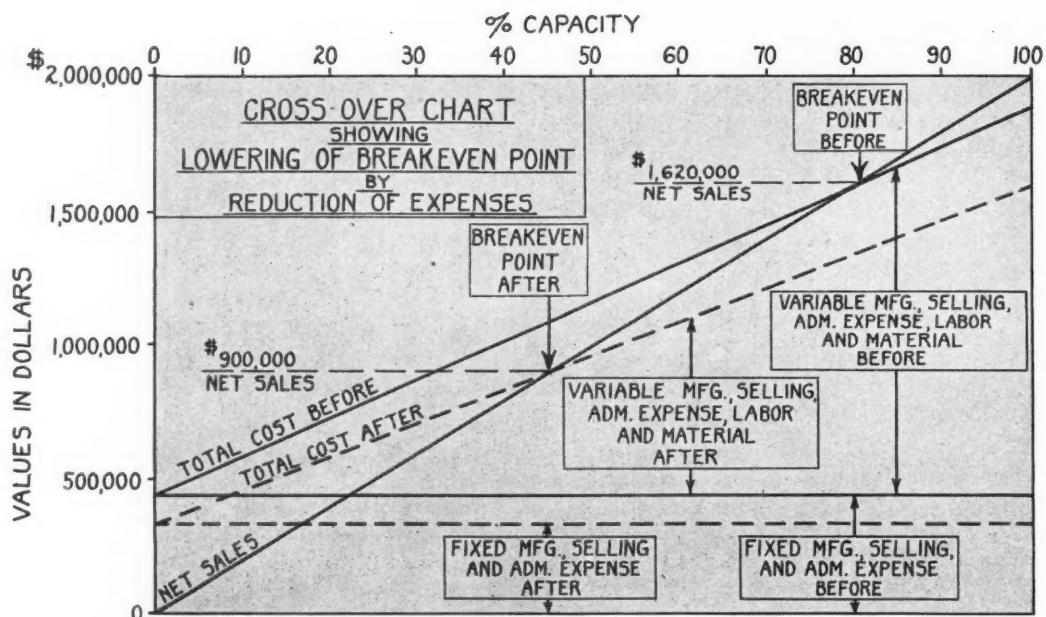 % CAPACITY
$
0 10 20 30 40 50 60 70 80 90 100
2,000,000
1,500,000
1,000,000
500,000
0
VALUES IN DOLLARS
CROSS-OVER CHART
SHOWING
LOWERING OF BREAKEVEN POINT
BY
REDUCTION OF EXPENSES
BREAKEVEN
POINT
BEFORE
$1,620,000
NET SALES
BREAKEVEN
POINT
AFTER
$900,000
NET SALES
VARIABLE MFG., SELLING,
ADM. EXPENSE, LABOR
AND MATERIAL
BEFORE
VARIABLE MFG., SELLING,
ADM. EXPENSE, LABOR
AND MATERIAL
AFTER
TOTAL COST BEFORE
TOTAL COST AFTER
NET SALES
FIXED MFG., SELLING
AND ADM. EXPENSE
AFTER
FIXED MFG., SELLING,
AND ADM. EXPENSE
BEFORE